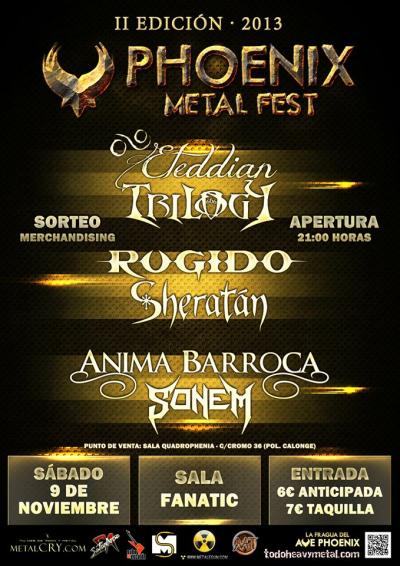 II EDICIÓN · 2013
PHOENIX
METAL FEST
Eteddian
TRILOGY
SORTEO
MERCHANDISING
APERTURA
21:00 HORAS
RUGIDO
Sheratán
ANIMA BARROCA
SONEM
PUNTO DE VENTA: SALA QUADROPHENIA - C/CROMO 36 (POL. CALONGE)
SÁBADO
9 DE
NOVIEMBRE
SALA
FANATIC
ENTRADA
6€ ANTICIPADA
7€ TAQUILLA
METALCRY.COM
LA FRAGUA DEL
AVE PHOENIX
todoheavymetal.com